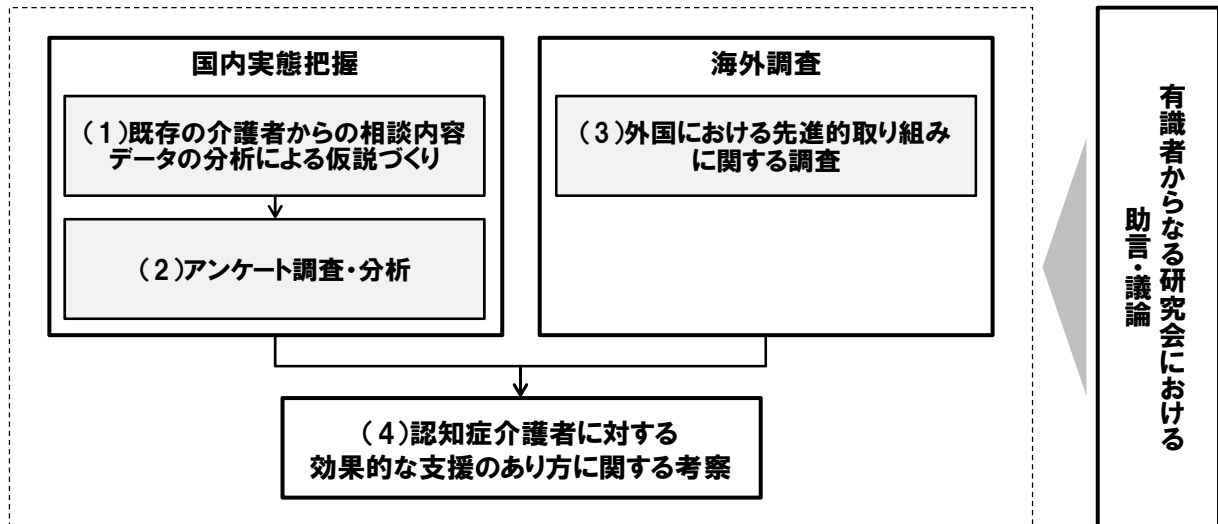 国内実態把握
（1）既存の介護者からの相談内容
データの分析による仮説づくり
（2）アンケート調査・分析
海外調査
（3）外国における先進的取り組み
に関する調査
（4）認知症介護者に対する
効果的な支援のあり方に関する考察
有識者からなる研究会における
助言・議論